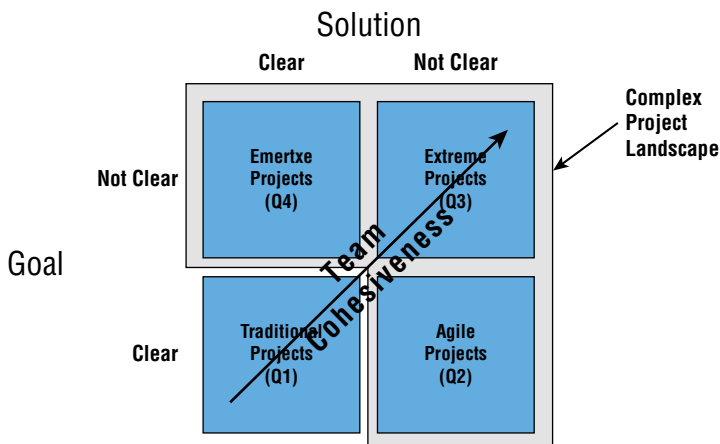 Solution
Clear
Not Clear
Complex
Project
Landscape
Not Clear
Emertxe
Projects
(Q4)
Extreme
Projects
(Q3)
Goal
Team
Cohesiveness
Clear
Traditional
Projects
(Q1)
Agile
Projects
(Q2)